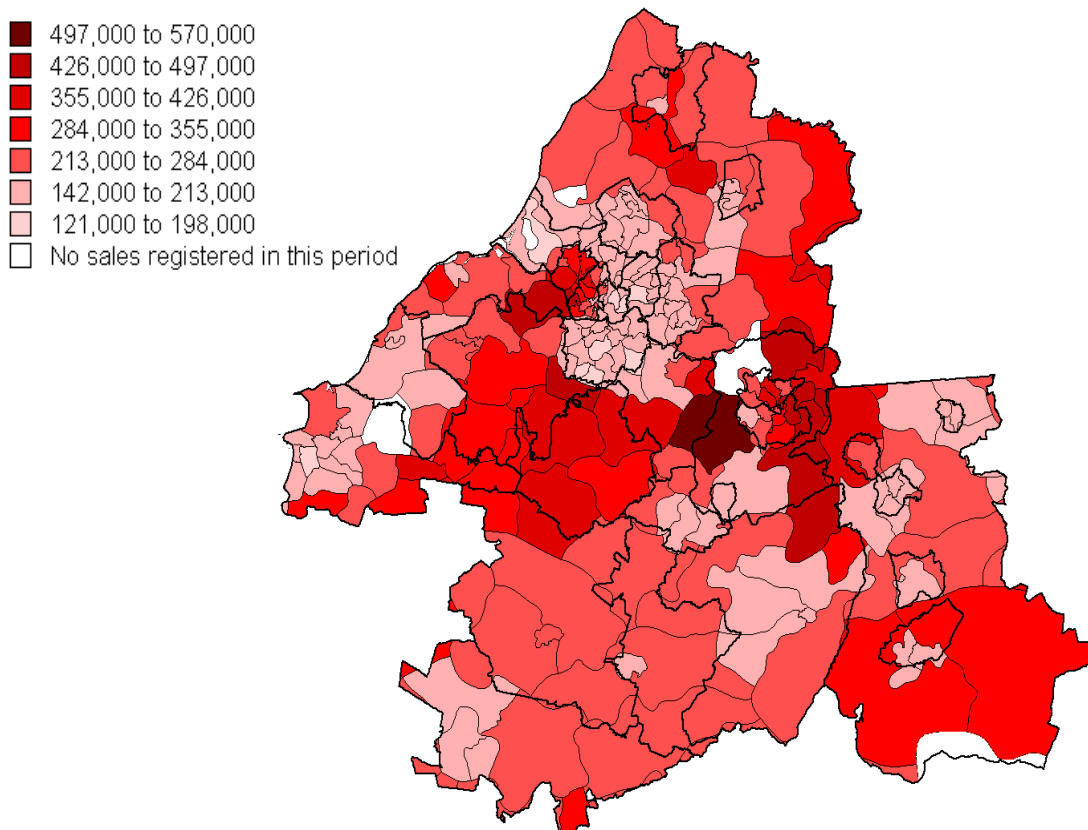 497,000 to 570,000
426,000 to 497,000
355,000 to 426,000
284,000 to 355,000
213,000 to 284,000
142,000 to 213,000
121,000 to 198,000
No sales registered in this period